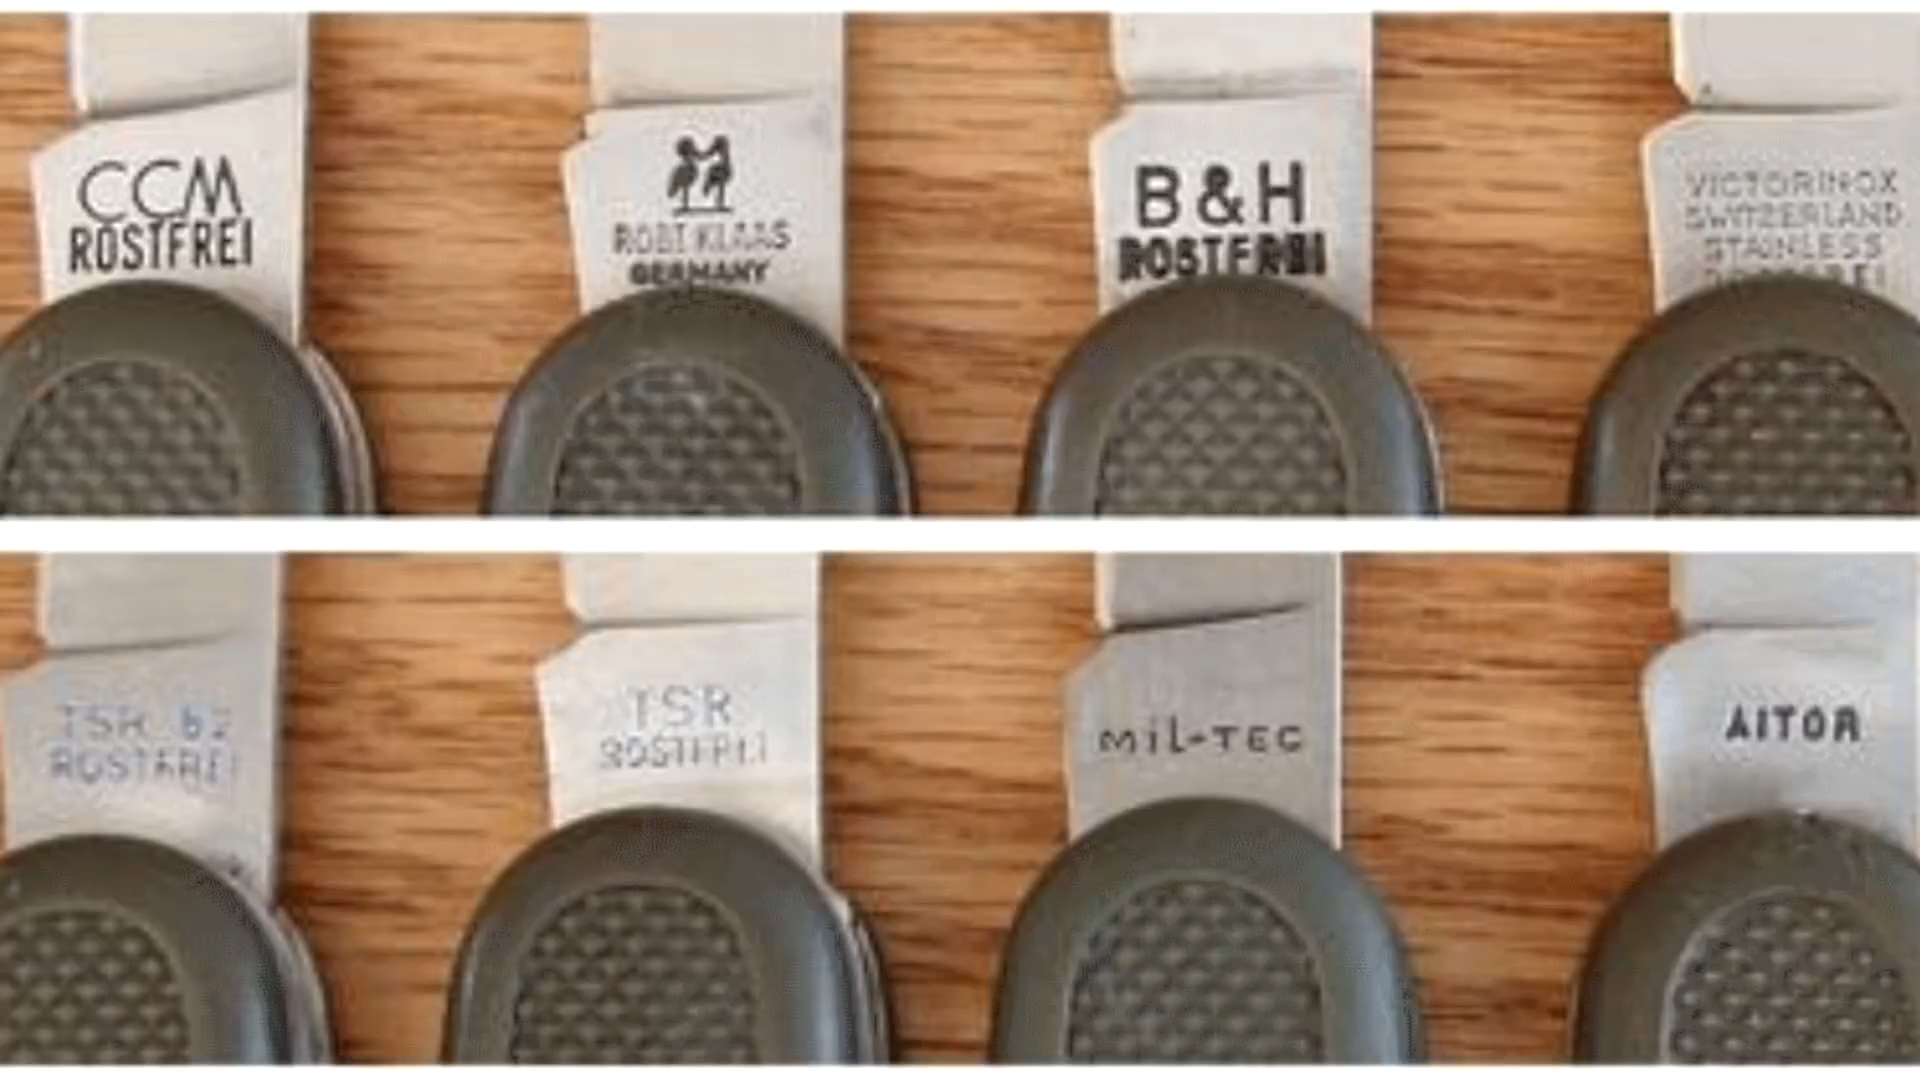 CCM
ROSTFREI
ROBT KLAAS
GERMANY
B & H
ROSTFREI
VICTORINOX
SWITZERLAND
STAINLESS
TSR 62
ROSTFREI
TSR
ROSTFREI
MiL-TEC
AITOR